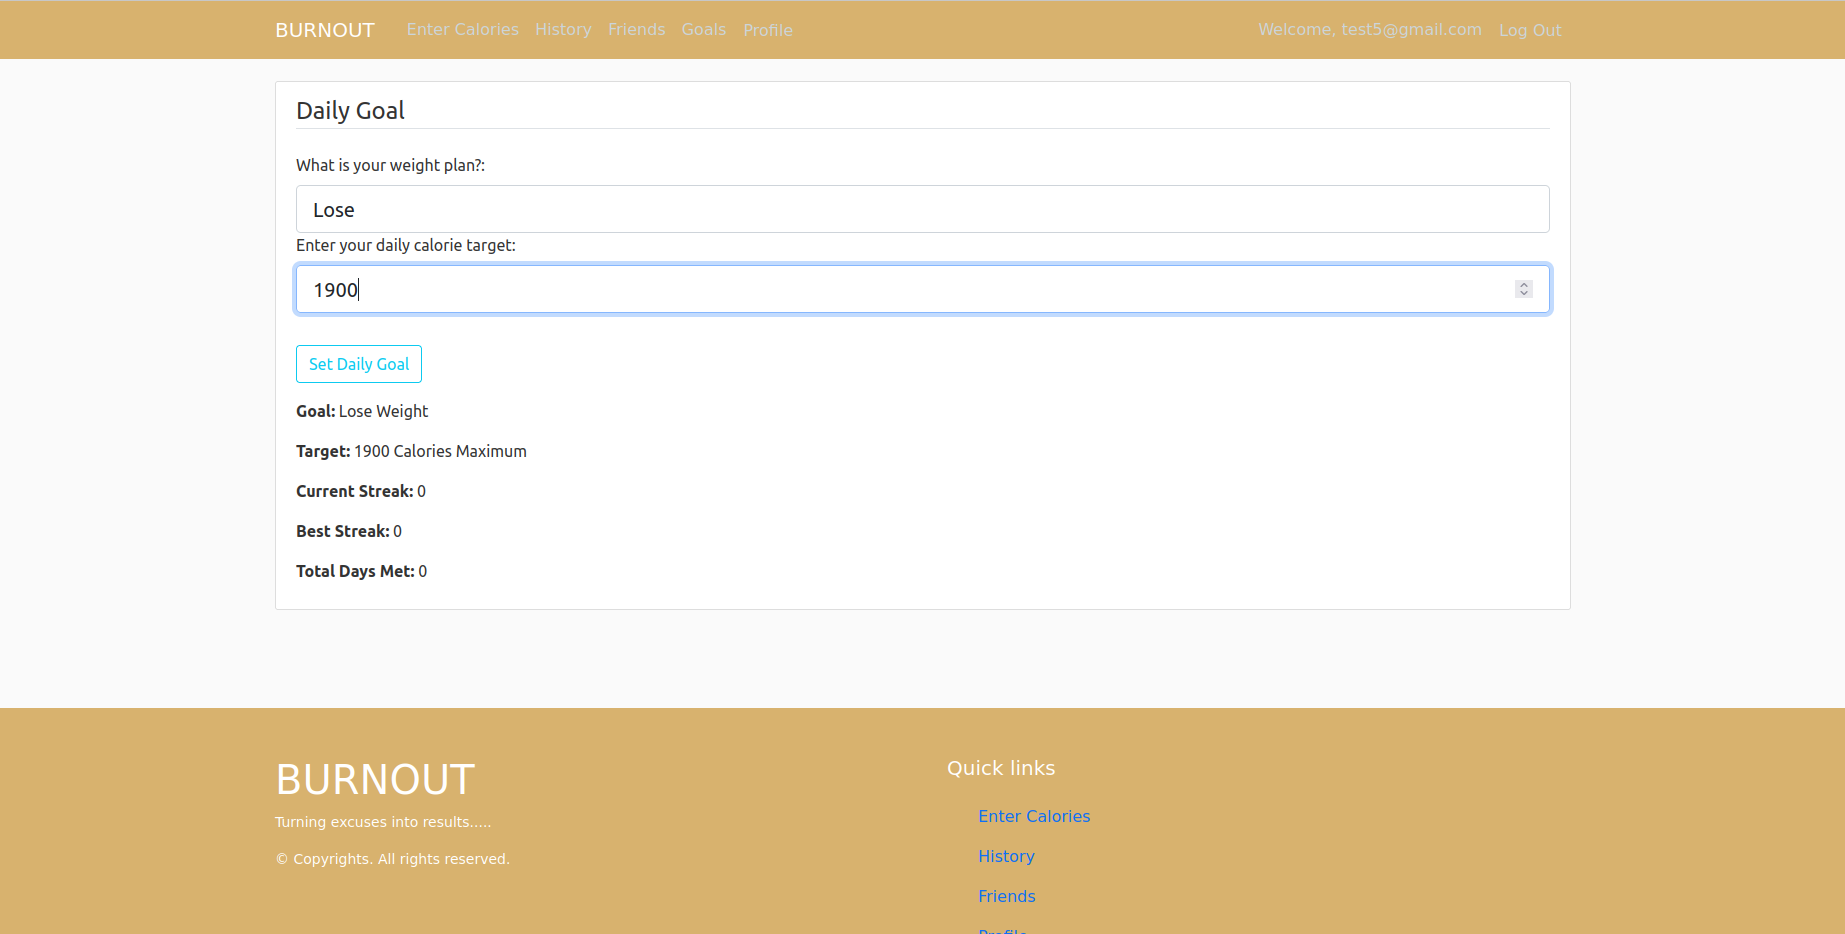 BURNOUT Enter Calories History Friends Goals Profile Welcome, test5@gmail.com Log Out
Daily Goal
What is your weight plan?:
Lose
Enter your daily calorie target:
1900
Set Daily Goal
Goal: Lose Weight
Target: 1900 Calories Maximum
Current Streak: 0
Best Streak: 0
Total Days Met: 0
BURNOUT
Turning excuses into results.....
© Copyrights. All rights reserved.
Quick links
Enter Calories
History
Friends
Profile